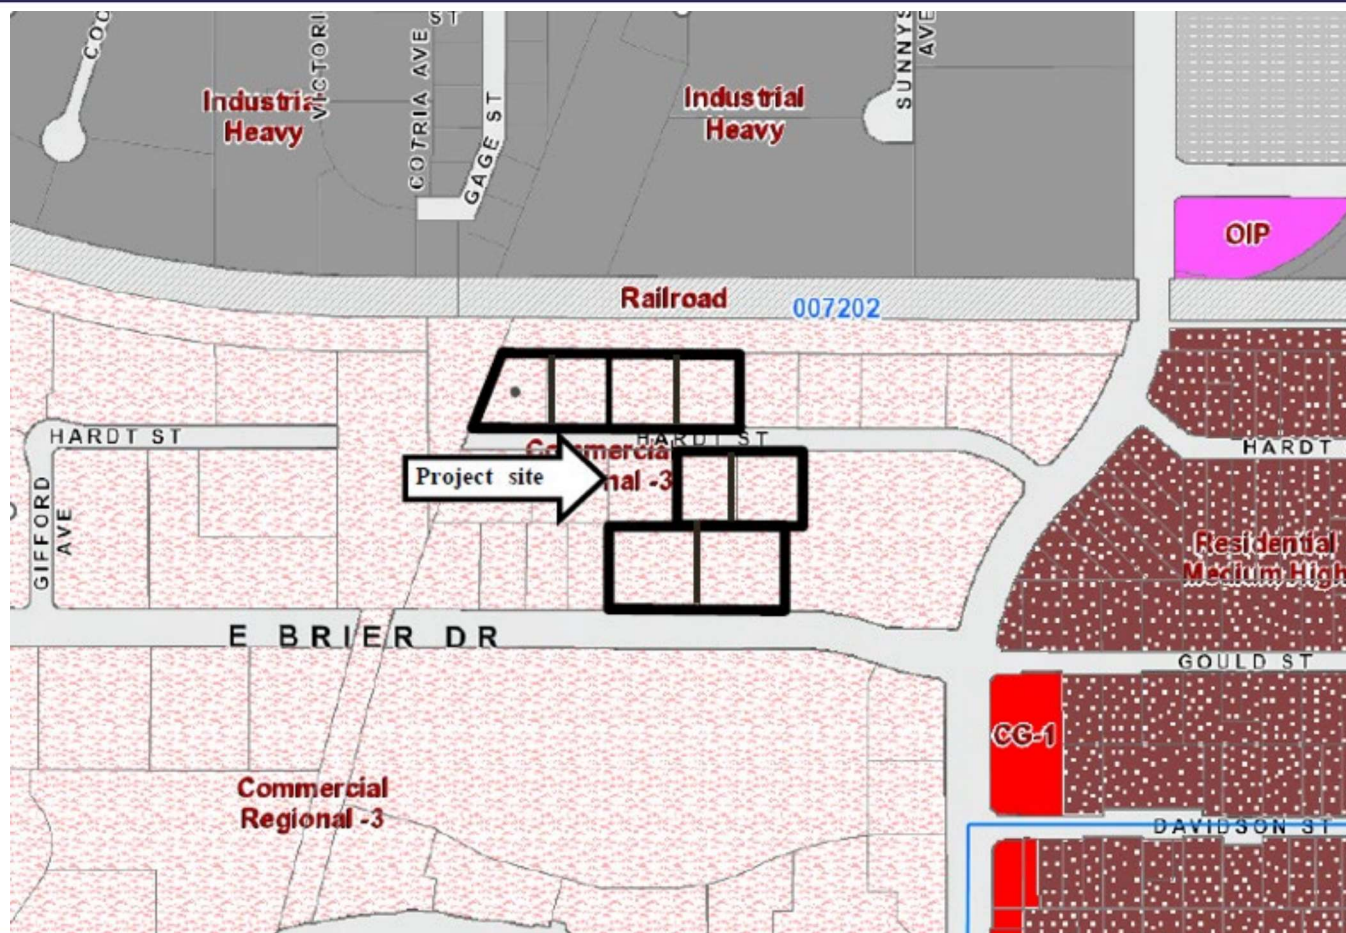 ST
COTRIA AVE
GAGE ST
AVE
Industrial
Heavy
Industrial
Heavy
OIP
Railroad
007202
HARDT ST
HARDT ST
HARDT
Project site
GIFFORD
AVE
Residential
Medium High
E BRIER DR
GOULD ST
CG-1
Commercial
Regional -3
DAVIDSON ST